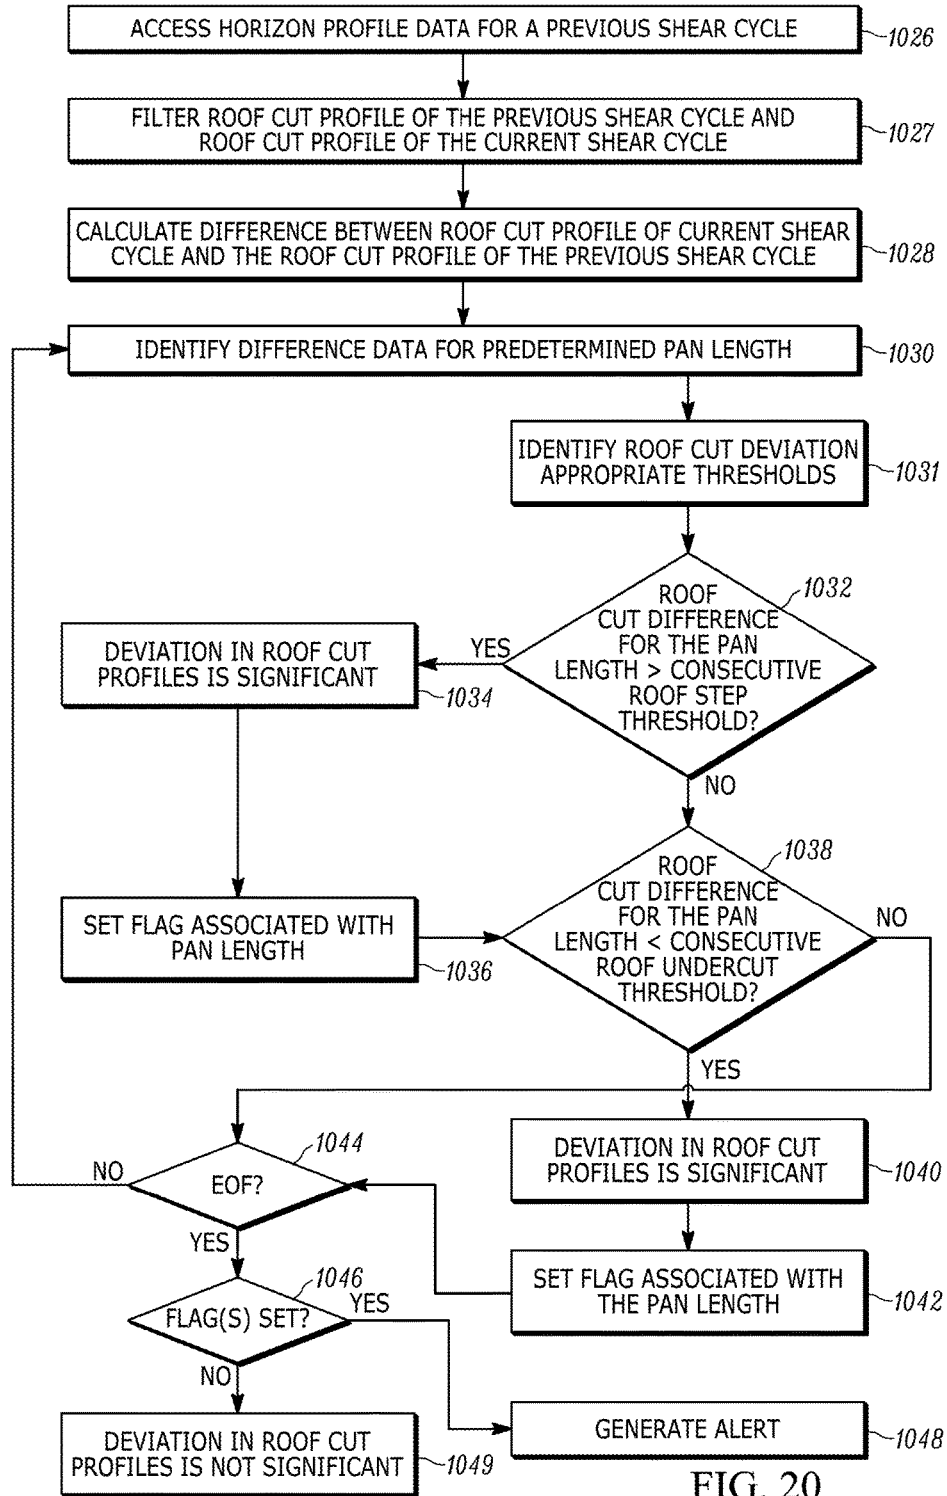 ACCESS HORIZON PROFILE DATA FOR A PREVIOUS SHEAR CYCLE
1026
FILTER ROOF CUT PROFILE OF THE PREVIOUS SHEAR CYCLE AND
ROOF CUT PROFILE OF THE CURRENT SHEAR CYCLE
1027
CALCULATE DIFFERENCE BETWEEN ROOF CUT PROFILE OF CURRENT SHEAR
CYCLE AND THE ROOF CUT PROFILE OF THE PREVIOUS SHEAR CYCLE
1028
IDENTIFY DIFFERENCE DATA FOR PREDETERMINED PAN LENGTH
1030
IDENTIFY ROOF CUT DEVIATION
APPROPRIATE THRESHOLDS
1031
ROOF
CUT DIFFERENCE
FOR THE PAN
LENGTH > CONSECUTIVE
ROOF STEP
THRESHOLD?
1032
YES
NO
DEVIATION IN ROOF CUT
PROFILES IS SIGNIFICANT
1034
SET FLAG ASSOCIATED WITH
PAN LENGTH
1036
ROOF
CUT DIFFERENCE
FOR THE PAN
LENGTH < CONSECUTIVE
ROOF UNDERCUT
THRESHOLD?
1038
NO
YES
DEVIATION IN ROOF CUT
PROFILES IS SIGNIFICANT
1040
SET FLAG ASSOCIATED WITH
THE PAN LENGTH
1042
EOF?
1044
NO
YES
FLAG(S) SET?
1046
YES
NO
GENERATE ALERT
1048
DEVIATION IN ROOF CUT
PROFILES IS NOT SIGNIFICANT
1049
FIG. 20